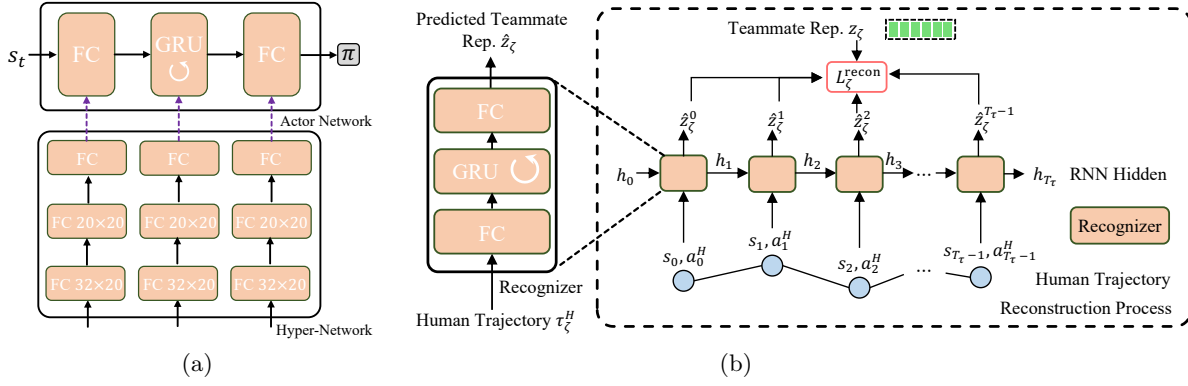 s_t
FC
GRU
FC
π
Actor Network
FC
FC
FC
FC 20×20
FC 20×20
FC 20×20
FC 32×20
FC 32×20
FC 32×20
Hyper-Network
(a)
Predicted Teammate
Rep. ẑ_ζ
FC
GRU
FC
Recognizer
Human Trajectory τ_ζ^H
Teammate Rep. z_ζ
L_ζ^recon
ẑ_ζ^0
ẑ_ζ^1
ẑ_ζ^2
ẑ_ζ^{T_τ−1}
h_0
h_1
h_2
h_3
...
h_{T_τ}
RNN Hidden
Recognizer
s_0, a_0^H
s_1, a_1^H
s_2, a_2^H
...
s_{T_τ−1}, a_{T_τ−1}^H
Human Trajectory
Reconstruction Process
(b)